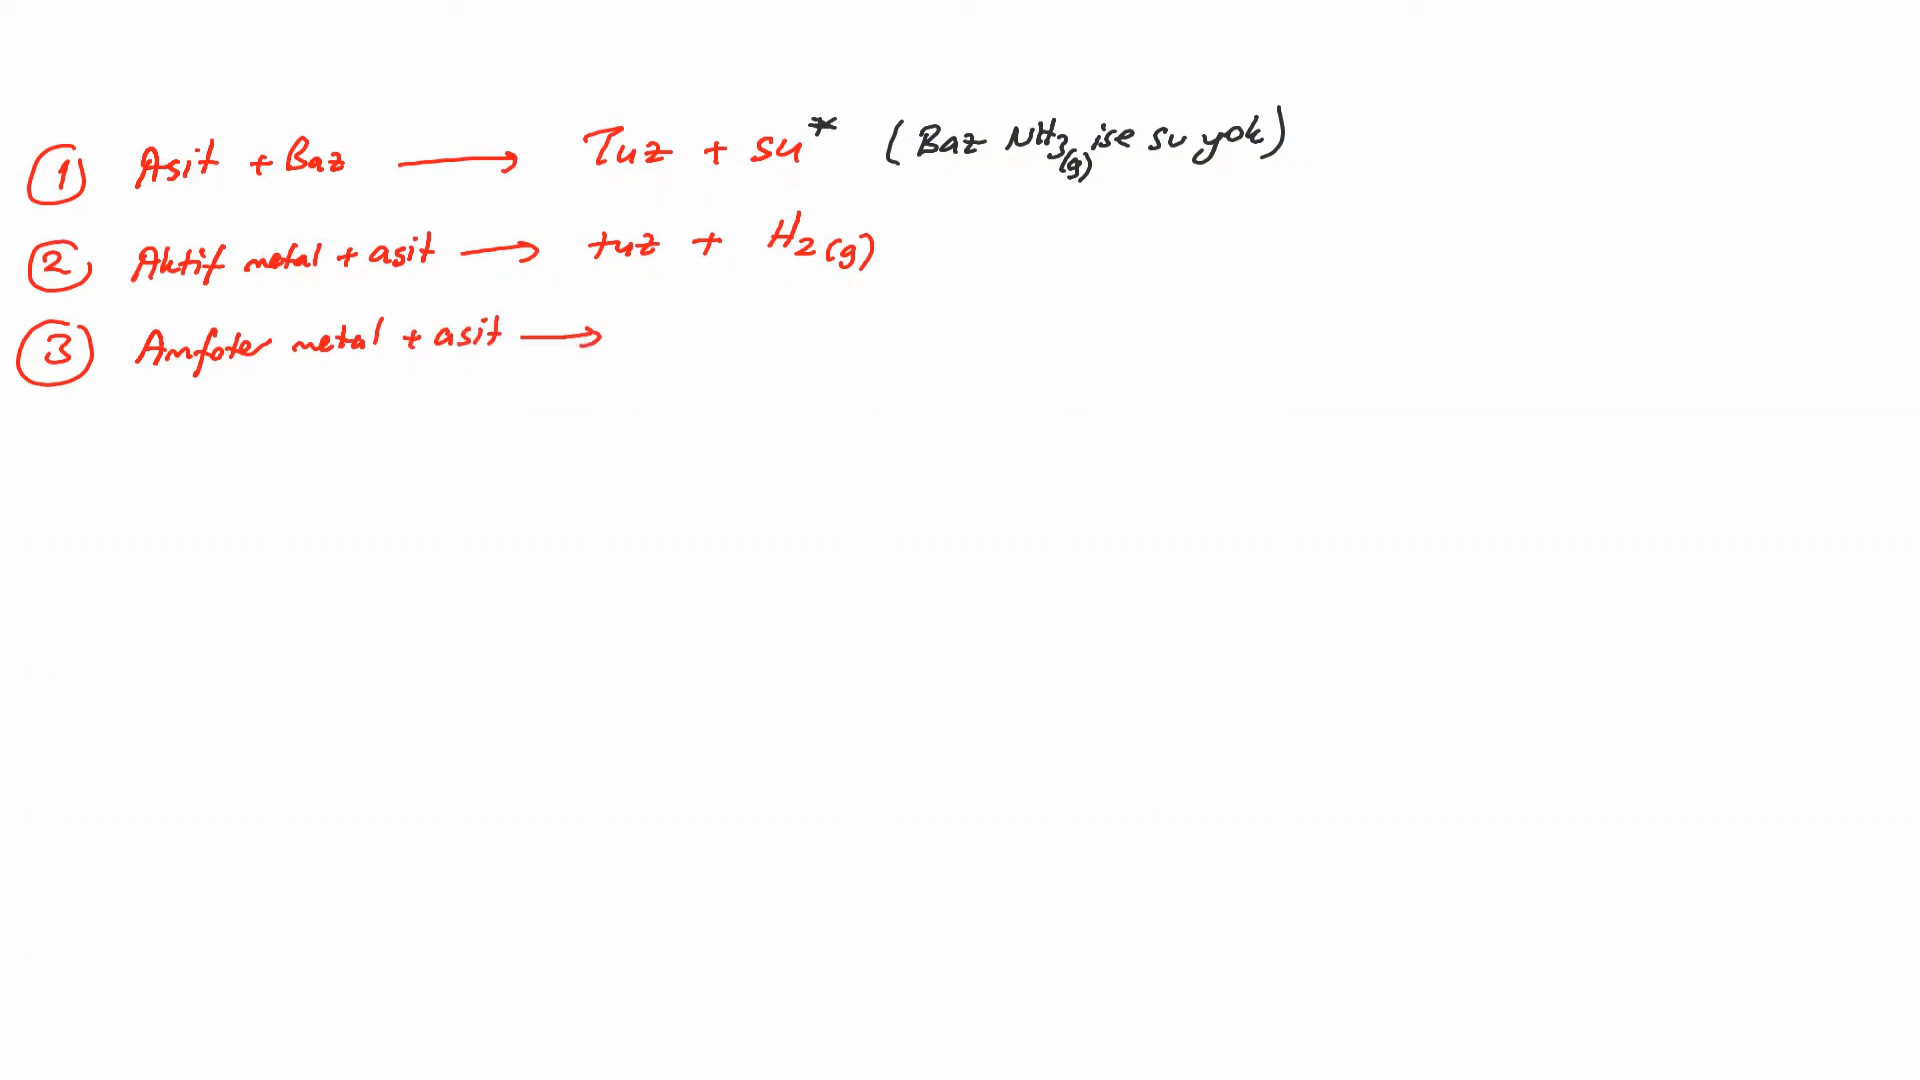 ① Asit + Baz ⟶ Tuz + su* (Baz NH₃(g) ise su yok)
② Aktif metal + asit ⟶ tuz + H₂(g)
③ Amfoter metal + asit ⟶